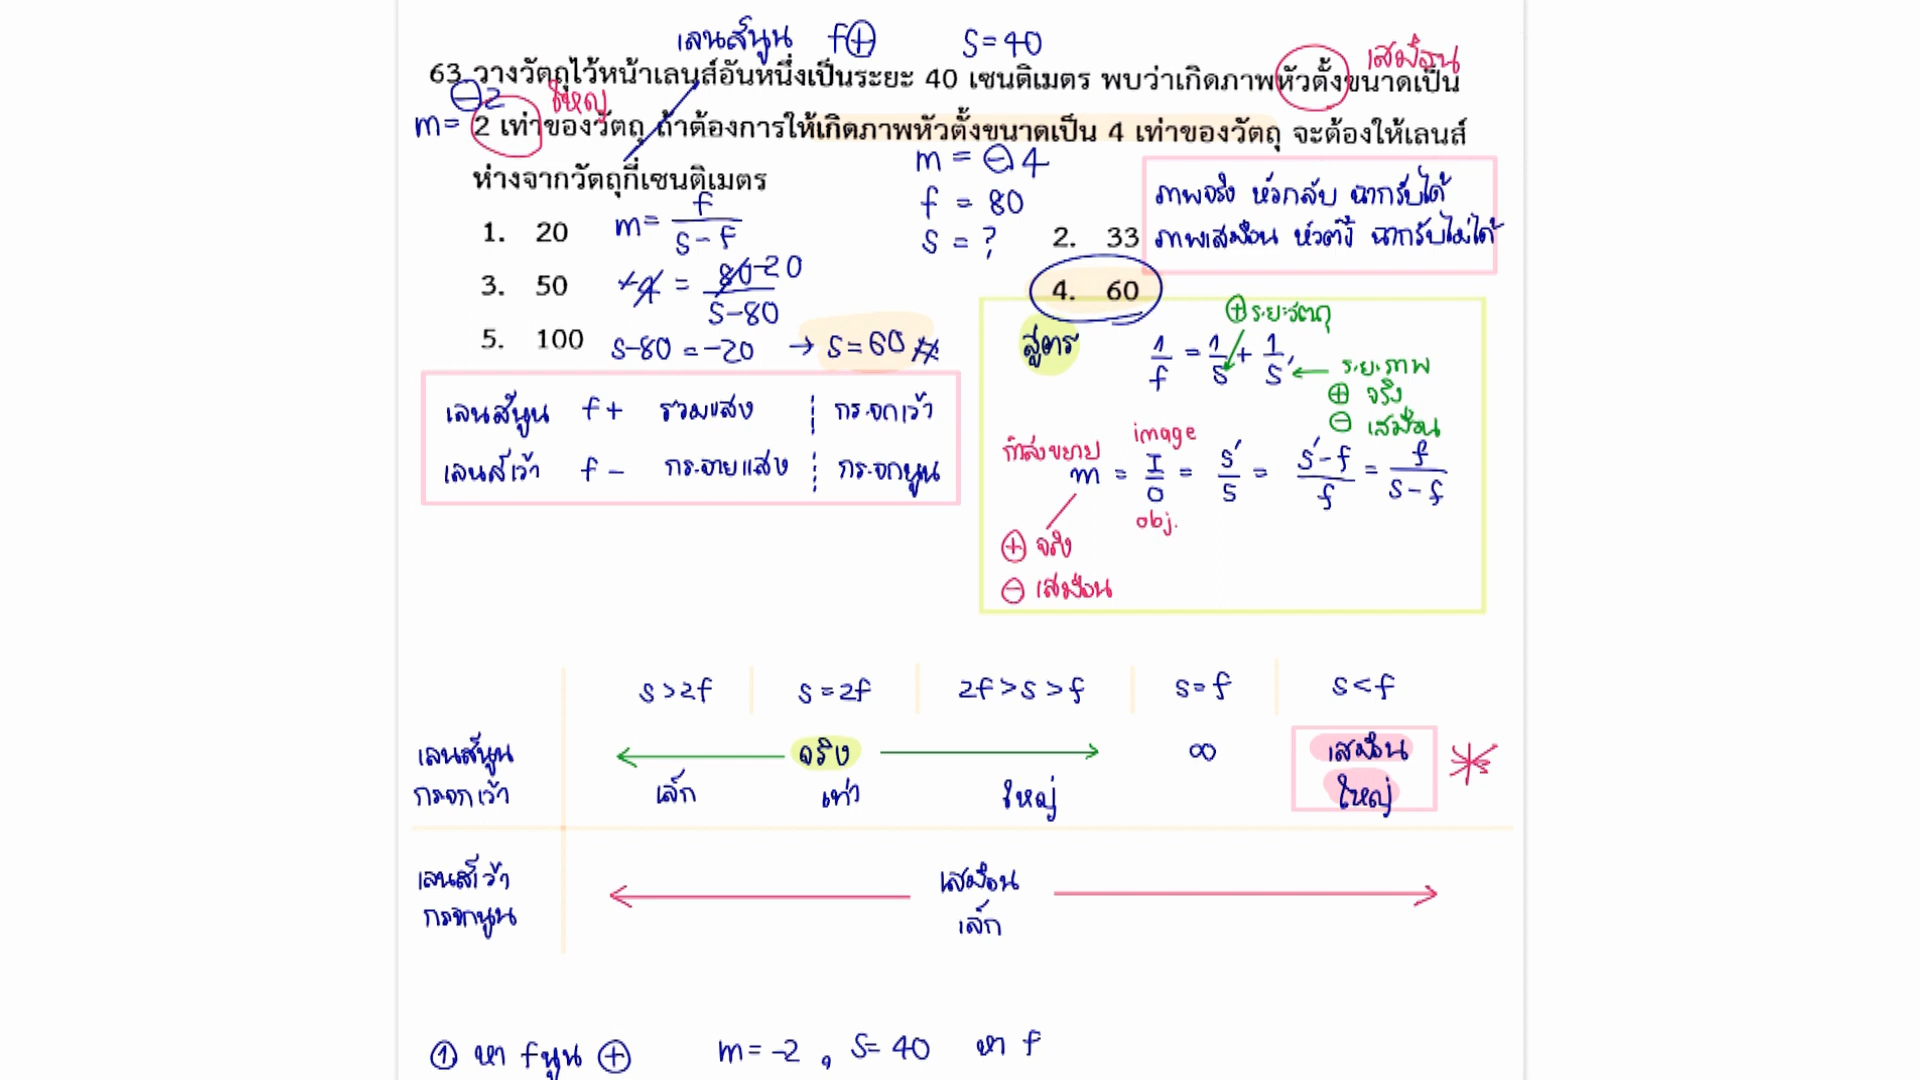 เลนส์นูน f⊕ S=40
63 วางวัตถุไว้หน้าเลนส์อันหนึ่งเป็นระยะ 40 เซนติเมตร พบว่าเกิดภาพหัวตั้งขนาดเป็น
เสมือน
m= ⊖2 ใหญ่
2 เท่าของวัตถุ ถ้าต้องการให้เกิดภาพหัวตั้งขนาดเป็น 4 เท่าของวัตถุ จะต้องให้เลนส์
ห่างจากวัตถุกี่เซนติเมตร
m = ⊖4
f = 80
s = ?
ภาพจริง หัวกลับ ฉากรับได้
ภาพเสมือน หัวตั้ง ฉากรับไม่ได้
1. 20
2. 33
3. 50
4. 60
5. 100
m = f/(s-f)
-4 = 80/(s-80) -20
s-80 = -20 → s=60 #
เลนส์นูน f+ รวมแสง ¦ กระจกเว้า
เลนส์เว้า f- กระจายแสง ¦ กระจกนูน
สูตร 1/f = 1/s + 1/s'
⊕ ระยะวัตถุ
ระยะภาพ
⊕ จริง
⊖ เสมือน
กำลังขยาย m = I/O = s'/s = (s'-f)/f = f/(s-f)
image
obj.
⊕ จริง
⊖ เสมือน
s>2f s=2f 2f>s>f s=f s<f
เลนส์นูน จริง ∞ เสมือน
กระจกเว้า เล็ก เท่า ใหญ่ ใหญ่
เลนส์เว้า เสมือน
กระจกนูน เล็ก
① หา f นูน ⊕ m=-2 , s=40 หา f